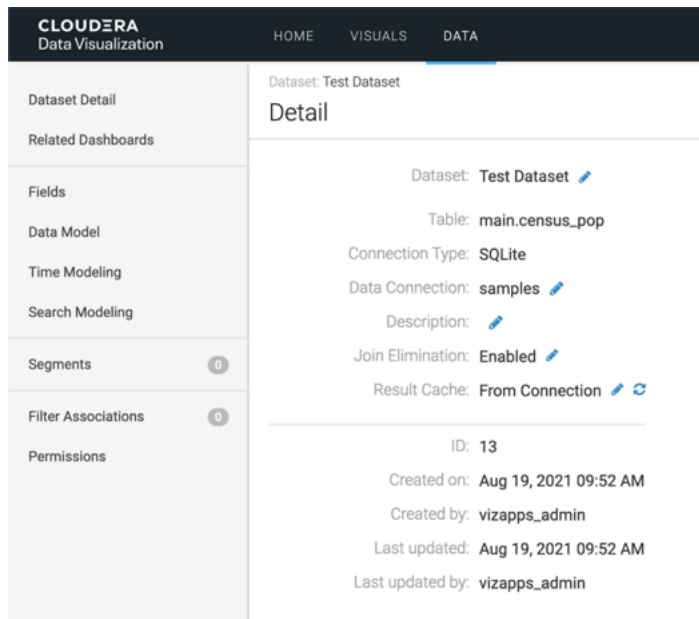 CLOUDERA
Data Visualization
HOME VISUALS DATA
Dataset Detail
Related Dashboards
Fields
Data Model
Time Modeling
Search Modeling
Segments 0
Filter Associations 0
Permissions
Dataset: Test Dataset
Detail
Dataset: Test Dataset
Table: main.census_pop
Connection Type: SQLite
Data Connection: samples
Description:
Join Elimination: Enabled
Result Cache: From Connection
ID: 13
Created on: Aug 19, 2021 09:52 AM
Created by: vizapps_admin
Last updated: Aug 19, 2021 09:52 AM
Last updated by: vizapps_admin